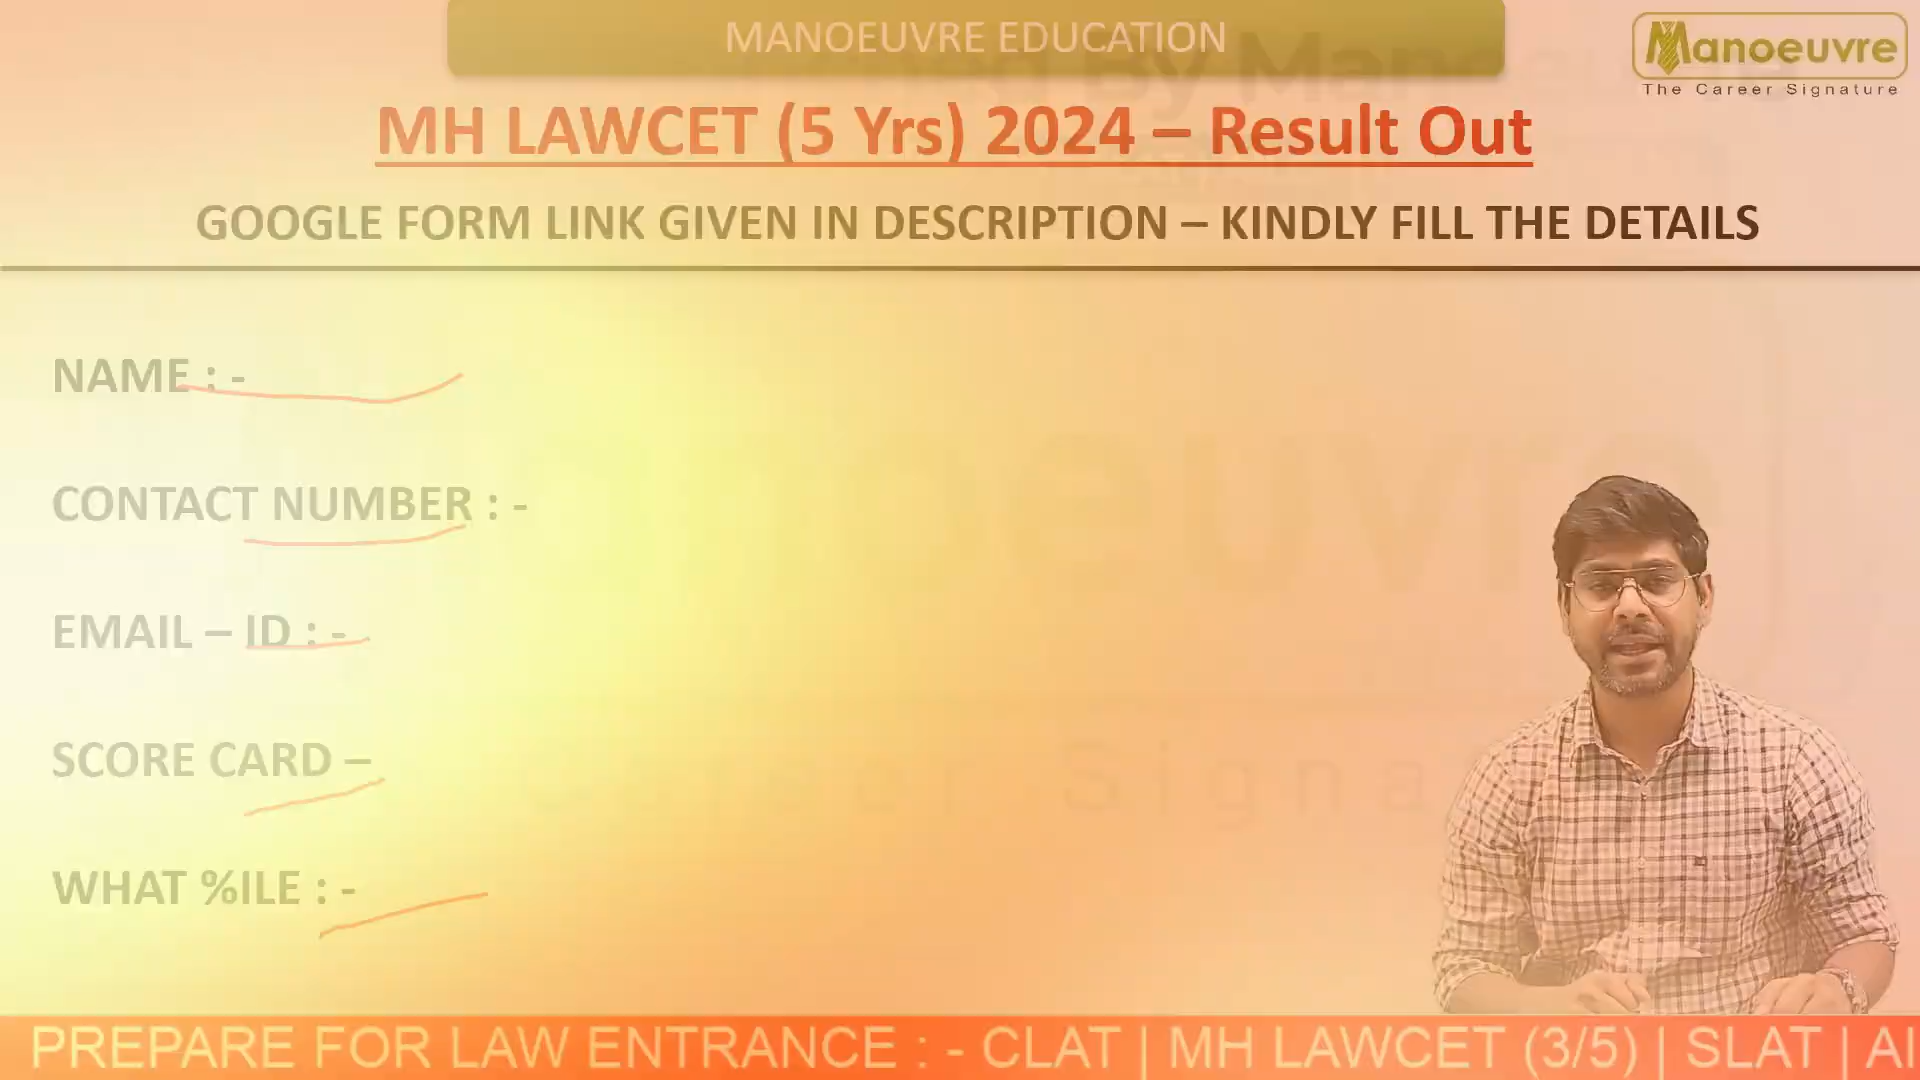 MANOEUVRE EDUCATION
Manoeuvre
The Career Signature
MH LAWCET (5 Yrs) 2024 – Result Out
GOOGLE FORM LINK GIVEN IN DESCRIPTION – KINDLY FILL THE DETAILS
NAME : -
CONTACT NUMBER : -
EMAIL – ID : -
SCORE CARD –
WHAT %ILE : -
PREPARE FOR LAW ENTRANCE : - CLAT | MH LAWCET (3/5) | SLAT | AI